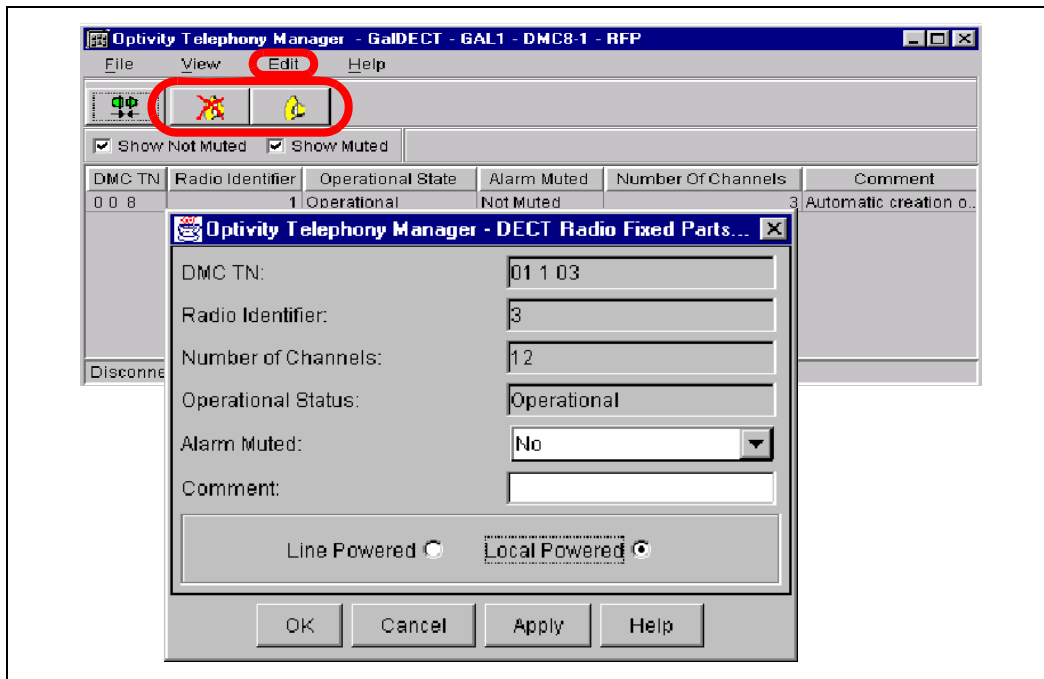 Optivity Telephony Manager - GalDECT - GAL1 - DMC8-1 - RFP
File View Edit Help
Show Not Muted Show Muted
DMC TN Radio Identifier Operational State Alarm Muted Number Of Channels Comment
0 0 8 1 Operational Not Muted 3 Automatic creation o..
Optivity Telephony Manager - DECT Radio Fixed Parts...
DMC TN: 01 1 03
Radio Identifier: 3
Number of Channels: 12
Disconne
Operational Status: Operational
Alarm Muted: No
Comment:
Line Powered Local Powered
OK Cancel Apply Help